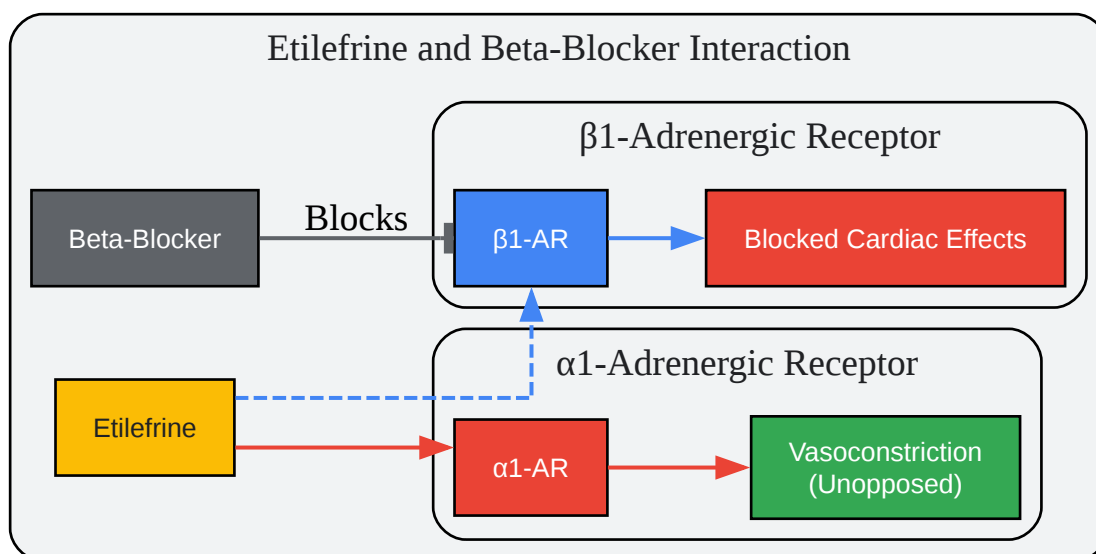 Etilefrine and Beta-Blocker Interaction
β1-Adrenergic Receptor
Beta-Blocker
Blocks
β1-AR
Blocked Cardiac Effects
α1-Adrenergic Receptor
Etilefrine
α1-AR
Vasoconstriction
(Unopposed)